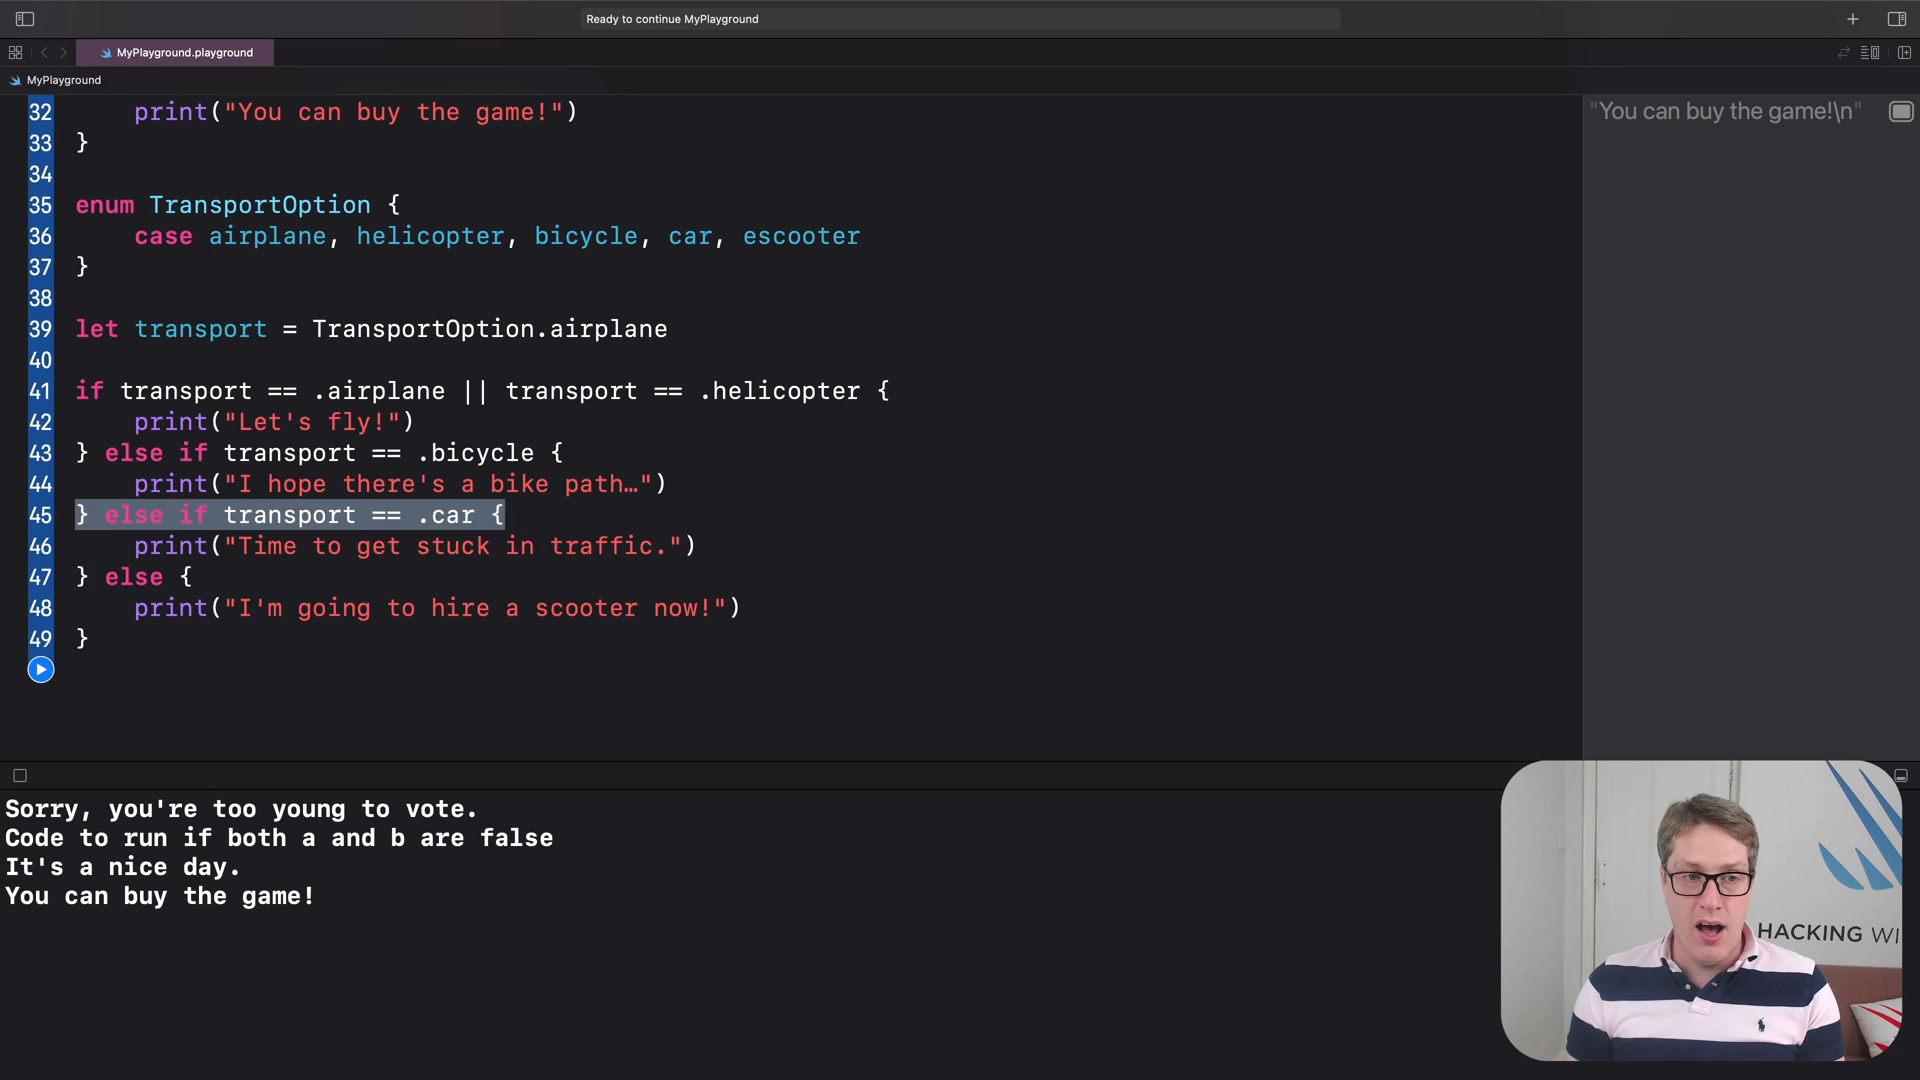 Ready to continue MyPlayground
MyPlayground.playground
MyPlayground
32 print("You can buy the game!")
"You can buy the game!\n"
33 }
34
35 enum TransportOption {
36 case airplane, helicopter, bicycle, car, escooter
37 }
38
39 let transport = TransportOption.airplane
40
41 if transport == .airplane || transport == .helicopter {
42 print("Let's fly!")
43 } else if transport == .bicycle {
44 print("I hope there's a bike path…")
45 } else if transport == .car {
46 print("Time to get stuck in traffic.")
47 } else {
48 print("I'm going to hire a scooter now!")
49 }
Sorry, you're too young to vote.
Code to run if both a and b are false
It's a nice day.
You can buy the game!
HACKING WI